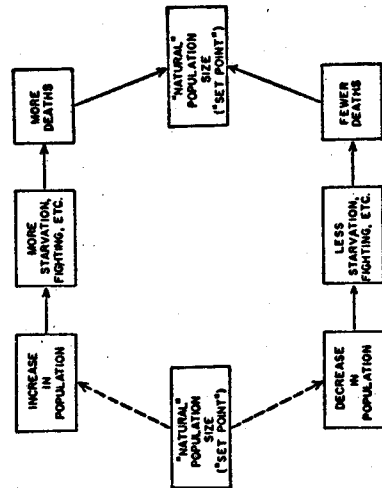 INCREASE
IN
POPULATION
MORE
STARVATION,
FIGHTING, ETC.
MORE
DEATHS
"NATURAL"
POPULATION
SIZE
("SET POINT")
"NATURAL"
POPULATION
SIZE
("SET POINT")
DECREASE
IN
POPULATION
LESS
STARVATION,
FIGHTING, ETC.
FEWER
DEATHS